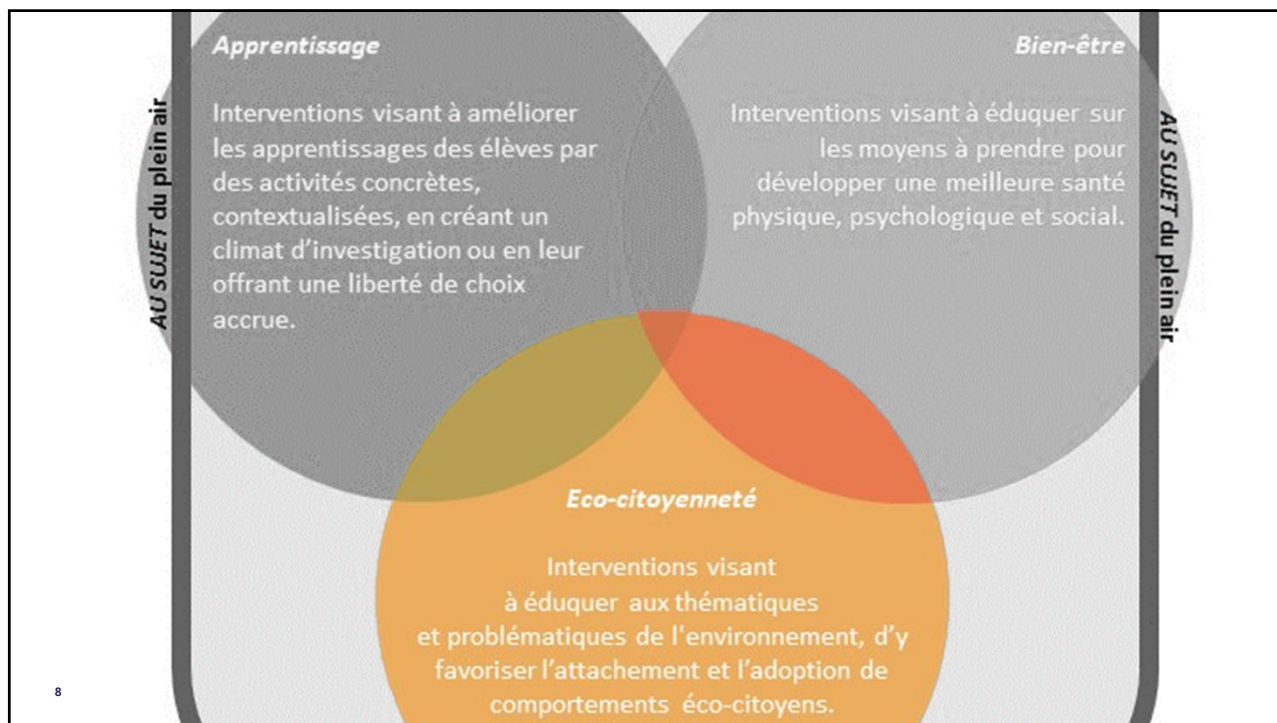 Apprentissage
Interventions visant à améliorer
les apprentissages des élèves par
des activités concrètes,
contextualisées, en créant un
climat d'investigation ou en leur
offrant une liberté de choix
accrue.
Bien-être
Interventions visant à éduquer sur
les moyens à prendre pour
développer une meilleure santé
physique, psychologique et social.
AU SUJET du plein air
AU SUJET du plein air
Eco-citoyenneté
Interventions visant
à éduquer aux thématiques
et problématiques de l'environnement, d'y
favoriser l'attachement et l'adoption de
comportements éco-citoyens.
8